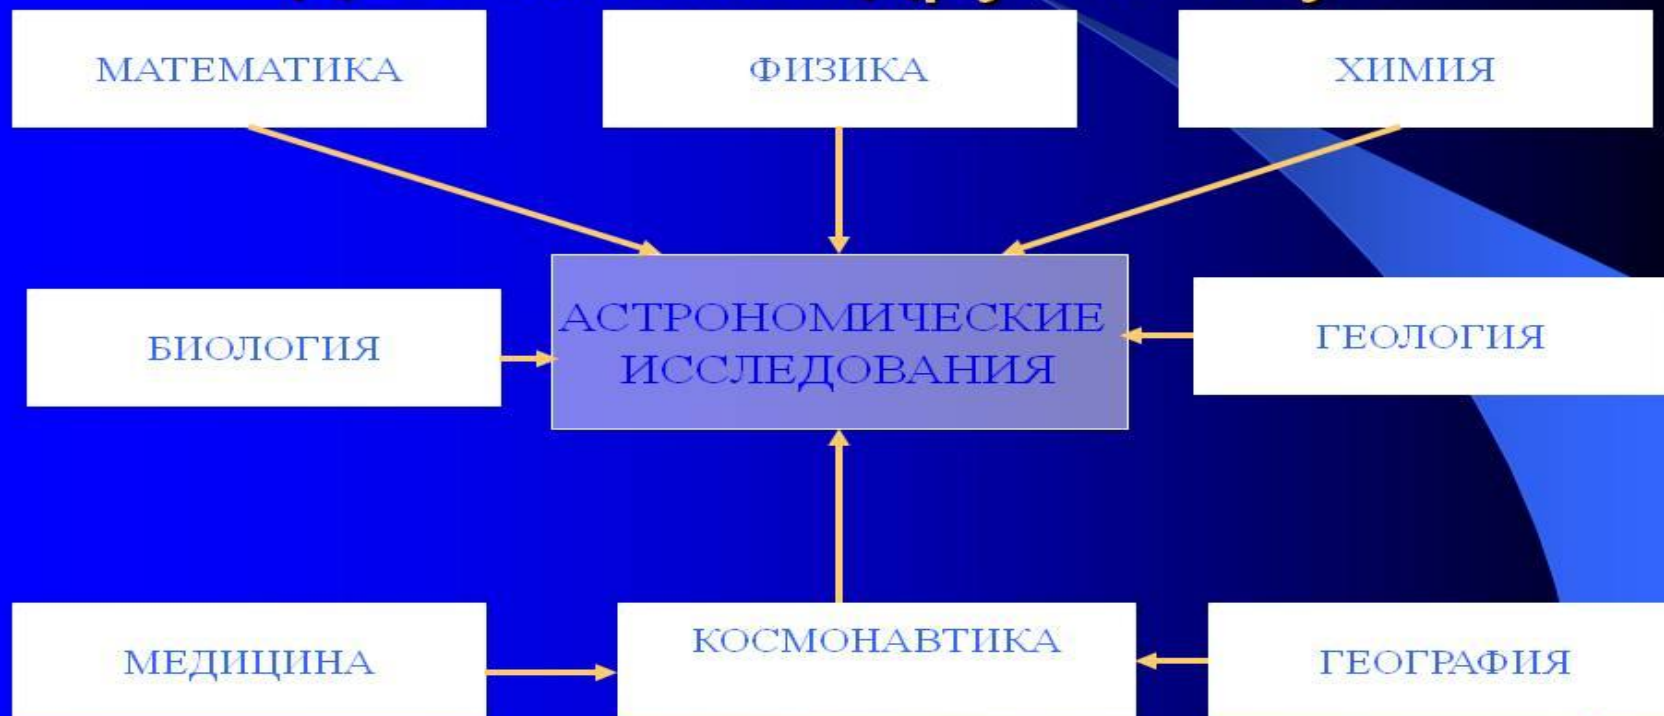 МАТЕМАТИКА
ФИЗИКА
ХИМИЯ
БИОЛОГИЯ
АСТРОНОМИЧЕСКИЕ
ИССЛЕДОВАНИЯ
ГЕОЛОГИЯ
МЕДИЦИНА
КОСМОНАВТИКА
ГЕОГРАФИЯ